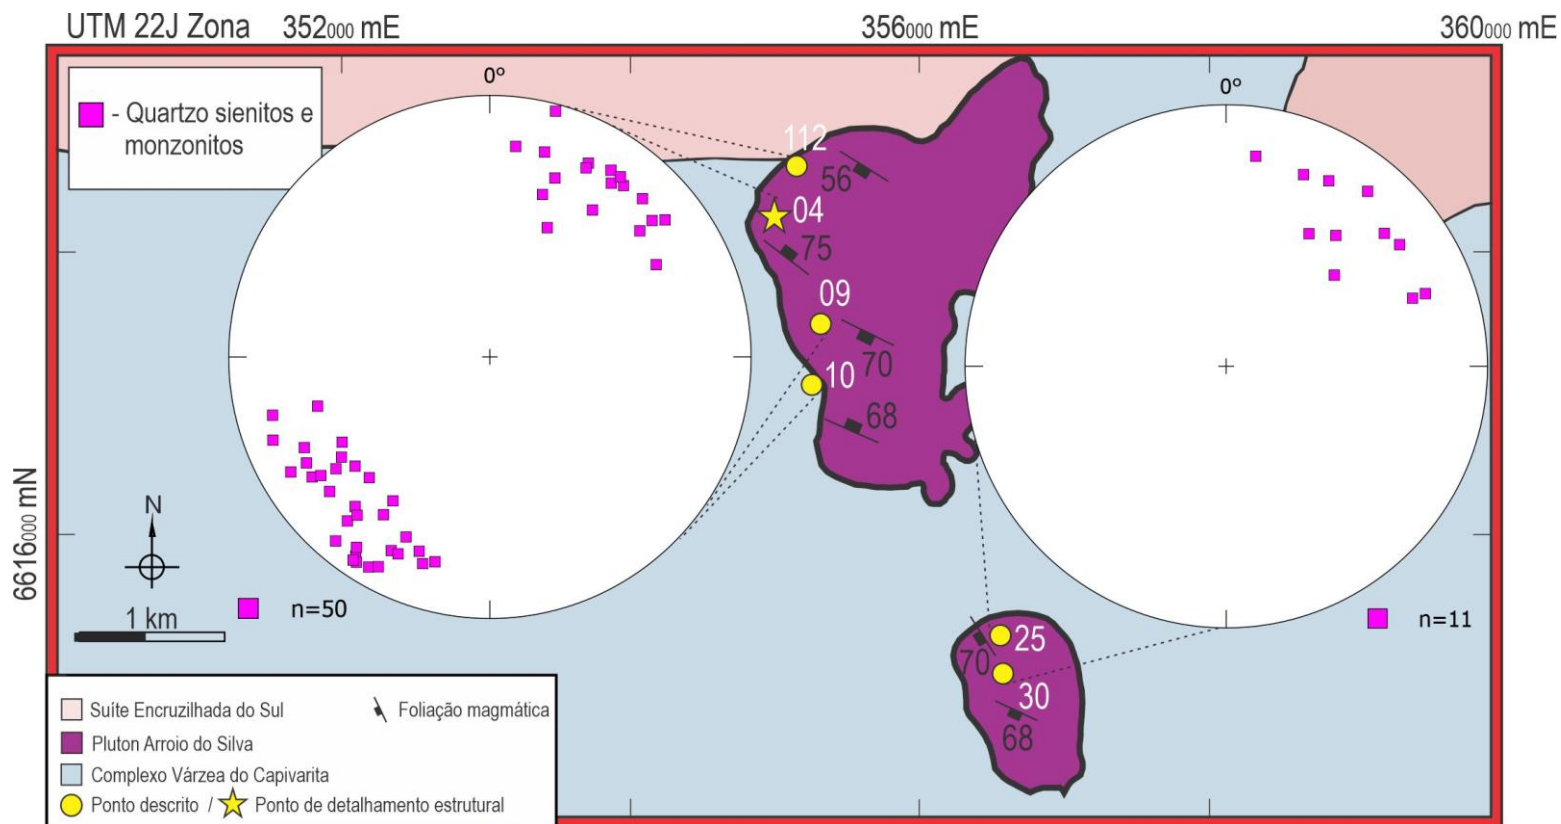 UTM 22J Zona 352000 mE 356000 mE 360000 mE
- Quartzo sienitos e
monzonitos
0º
0º
112
56
04
75
09
70
10
68
6616000 mN
N
1 km
n=50
n=11
25
70
30
68
Suíte Encruzilhada do Sul
Foliação magmática
Pluton Arroio do Silva
Complexo Várzea do Capivarita
Ponto descrito / Ponto de detalhamento estrutural